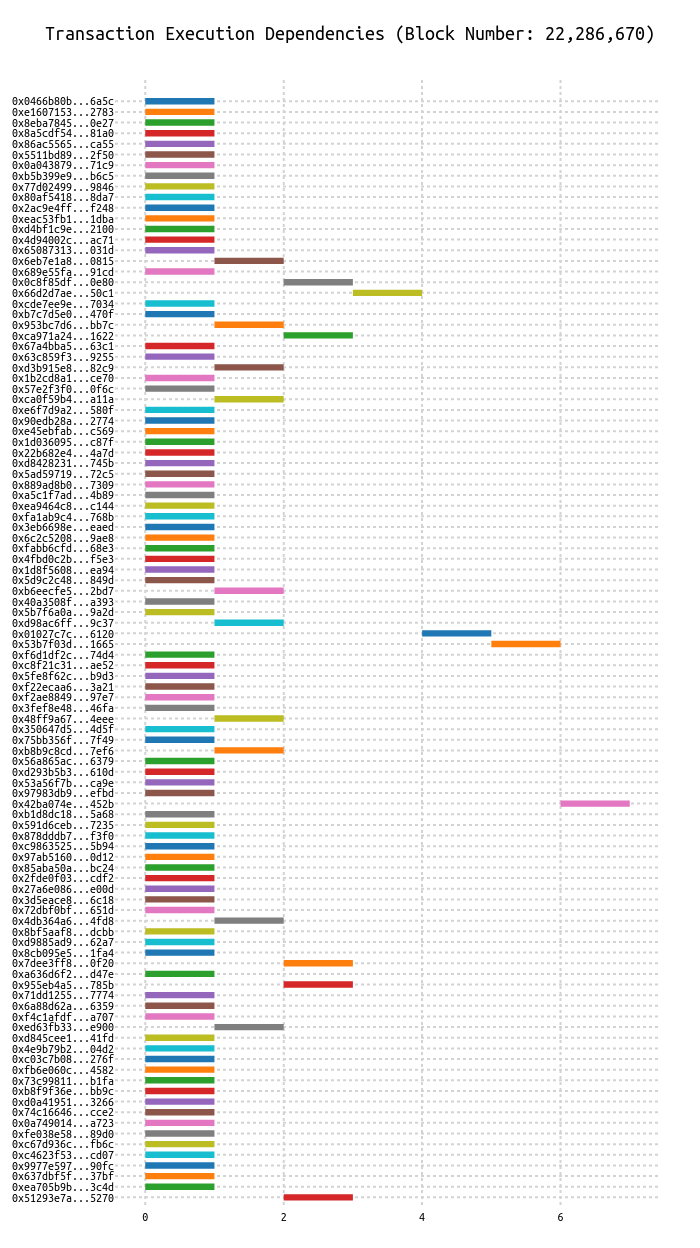 Transaction Execution Dependencies (Block Number: 22,286,670)
0x0466b80b...6a5c
0xe1607153...2783
0x8eba7845...0e27
0x8a5cdf54...81a0
0x86ac5565...ca55
0x5511bd89...2f50
0x0a043879...71c9
0xb5b399e9...b6c5
0x77d02499...9846
0x80af5418...8da7
0x2ac9e4ff...f248
0xeac53fb1...1dba
0xd4bf1c9e...2100
0x4d94002c...ac71
0x65087313...031d
0x6eb7e1a8...0815
0x689e55fa...91cd
0x0c8f85df...0e80
0x66d2d7ae...50c1
0xcde7ee9e...7034
0xb7c7d5e0...470f
0x953bc7d6...bb7c
0xca971a24...1622
0x67a4bba5...63c1
0x63c859f3...9255
0xd3b915e8...82c9
0x1b2cd8a1...ce70
0x57e2f3f0...0f6c
0xca0f59b4...a11a
0xe6f7d9a2...580f
0x90edb28a...2774
0xe45ebfab...c569
0x1d036095...c87f
0x22b682e4...4a7d
0xd8428231...745b
0x5ad59719...72c5
0x889ad8b0...7309
0xa5c1f7ad...4b89
0xea9464c8...c144
0xfa1ab9c4...768b
0x3eb6698e...eaed
0x6c2c5208...9ae8
0xfabb6cfd...68e3
0x4fbd0c2b...f5e3
0x1d8f5608...ea94
0x5d9c2c48...849d
0xb6eecfe5...2bd7
0x40a3508f...a393
0x5b7f6a0a...9a2d
0xd98ac6ff...9c37
0x01027c7c...6120
0x53b7f03d...1665
0xf6d1df2c...74d4
0xc8f21c31...ae52
0x5fe8f62c...b9d3
0xf22ecaa6...3a21
0xf2ae8849...97e7
0x3fef8e48...46fa
0x48ff9a67...4eee
0x350647d5...4d5f
0x75bb356f...7f49
0xb8b9c8cd...7ef6
0x56a865ac...6379
0xd293b5b3...610d
0x53a56f7b...ca9e
0x97983db9...efbd
0x42ba074e...452b
0xb1d8dc18...5a68
0x591d6ceb...7235
0x878dddb7...f3f0
0xc9863525...5b94
0x97ab5160...0d12
0x85aba50a...bc24
0x2fde0f03...cdf2
0x27a6e086...e00d
0x3d5eace8...6c18
0x72dbf0bf...651d
0x4db364a6...4fd8
0x8bf5aaf8...dcbb
0xd9885ad9...62a7
0x8cb095e5...1fa4
0x7dee3ff8...0f20
0xa636d6f2...d47e
0x955eb4a5...785b
0x71dd1255...7774
0x6a88d62a...6359
0xf4c1afdf...a707
0xed63fb33...e900
0xd845cee1...41fd
0x4e9b79b2...04d2
0xc03c7b08...276f
0xfb6e060c...4582
0x73c99811...b1fa
0xb8f9f36e...bb9c
0xd0a41951...3266
0x74c16646...cce2
0x0a749014...a723
0xfe038e58...89d0
0xc67d936c...fb6c
0xc4623f53...cd07
0x9977e597...90fc
0x637dbf5f...37bf
0xea705b9b...3c4d
0x51293e7a...5270
0 2 4 6